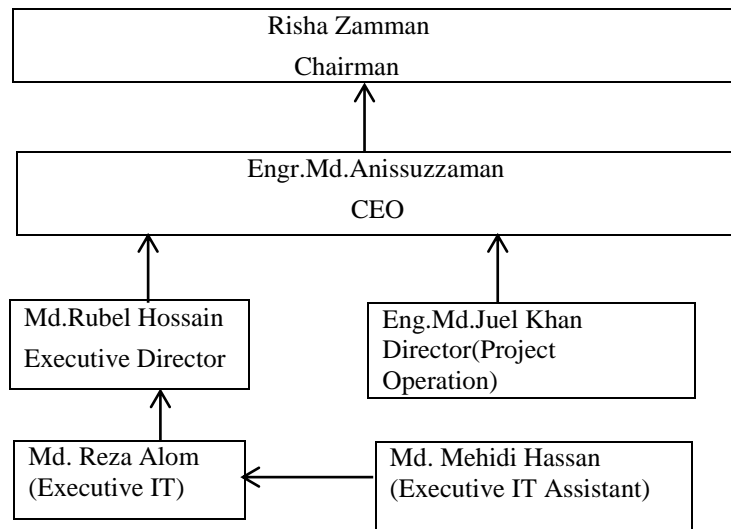 Risha Zamman
Chairman
Engr.Md.Anissuzzaman
CEO
Md.Rubel Hossain
Executive Director
Eng.Md.Juel Khan
Director(Project
Operation)
Md. Reza Alom
(Executive IT)
Md. Mehidi Hassan
(Executive IT Assistant)